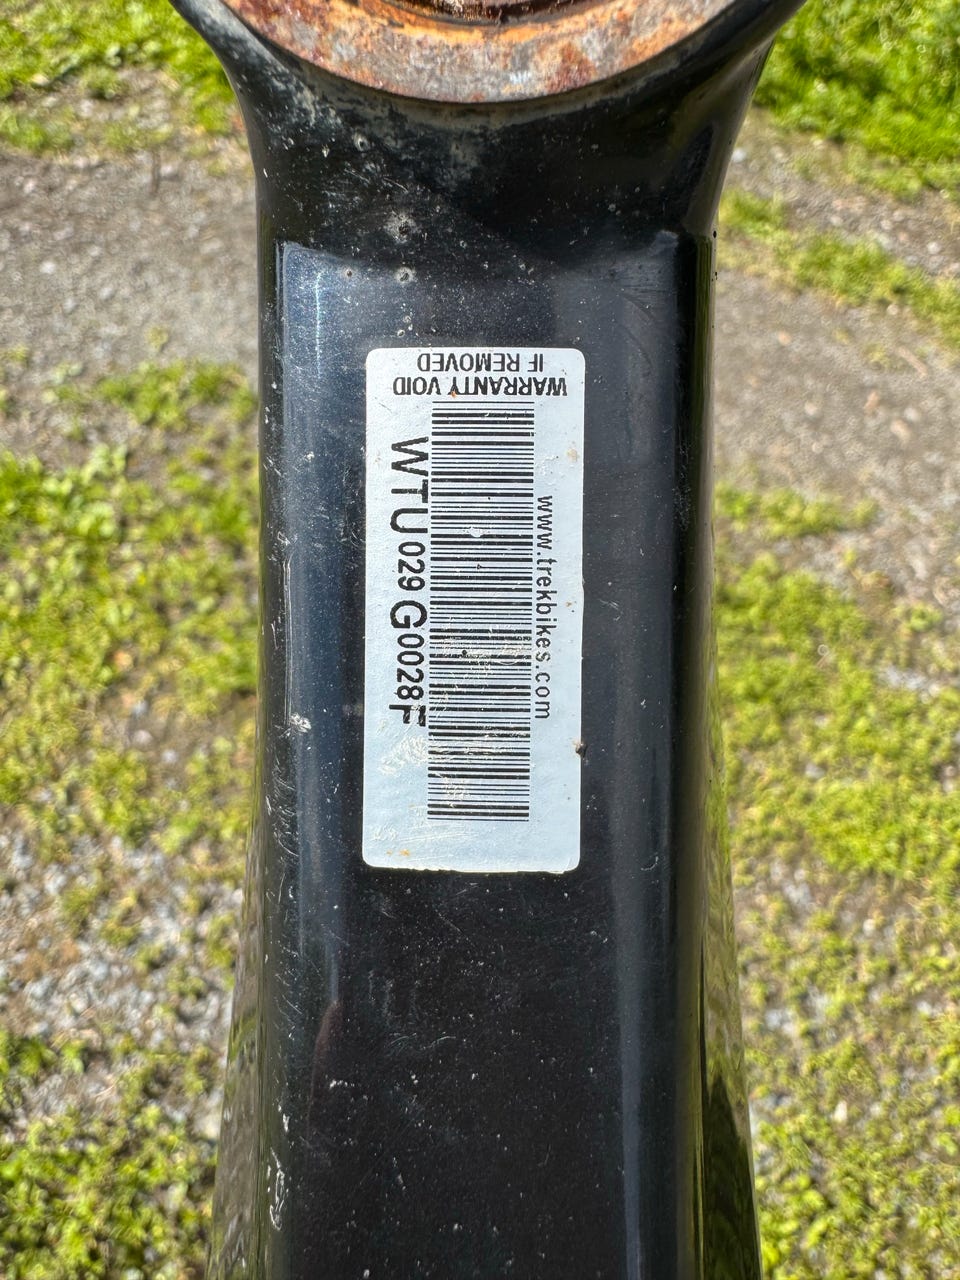 WARRANTY VOID
IF REMOVED
www.trekbikes.com
WTU029G0028F